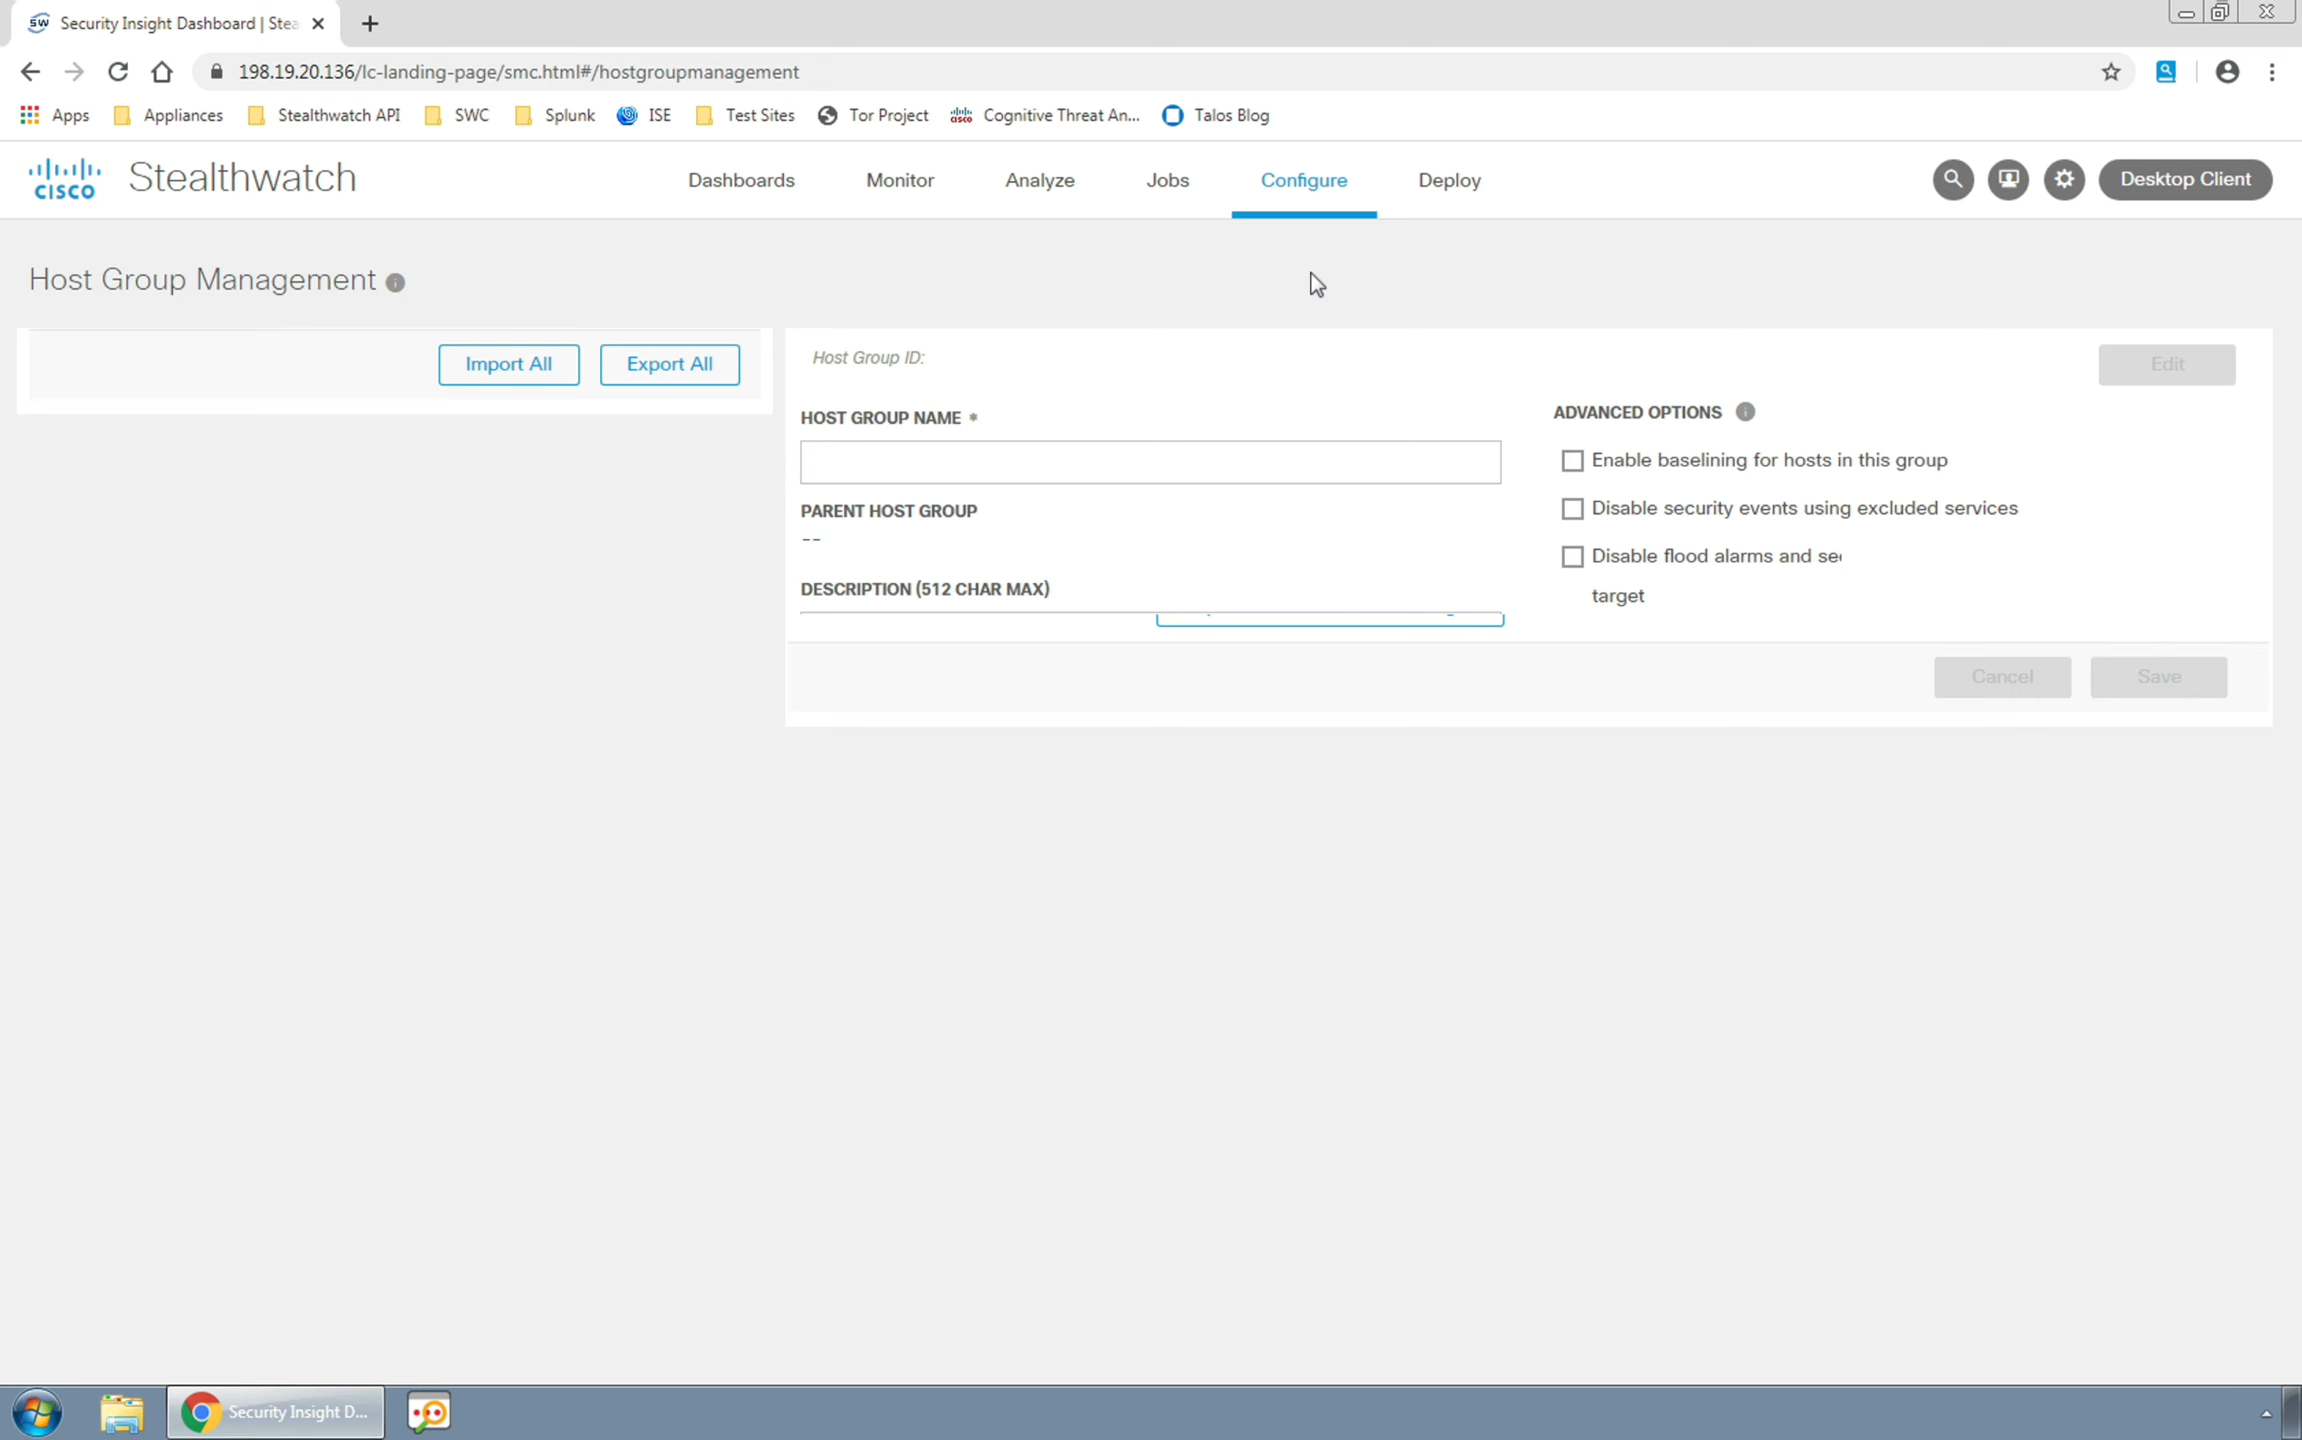 SW Security Insight Dashboard | Stea
198.19.20.136/lc-landing-page/smc.html#/hostgroupmanagement
Apps Appliances Stealthwatch API SWC Splunk ISE Test Sites Tor Project Cognitive Threat An... Talos Blog
CISCO Stealthwatch Dashboards Monitor Analyze Jobs Configure Deploy Desktop Client
Host Group Management
Import All Export All
Host Group ID:
Edit
HOST GROUP NAME *
ADVANCED OPTIONS
Enable baselining for hosts in this group
PARENT HOST GROUP
--
Disable security events using excluded services
Disable flood alarms and
target
DESCRIPTION (512 CHAR MAX)
Cancel Save
Security Insight D...